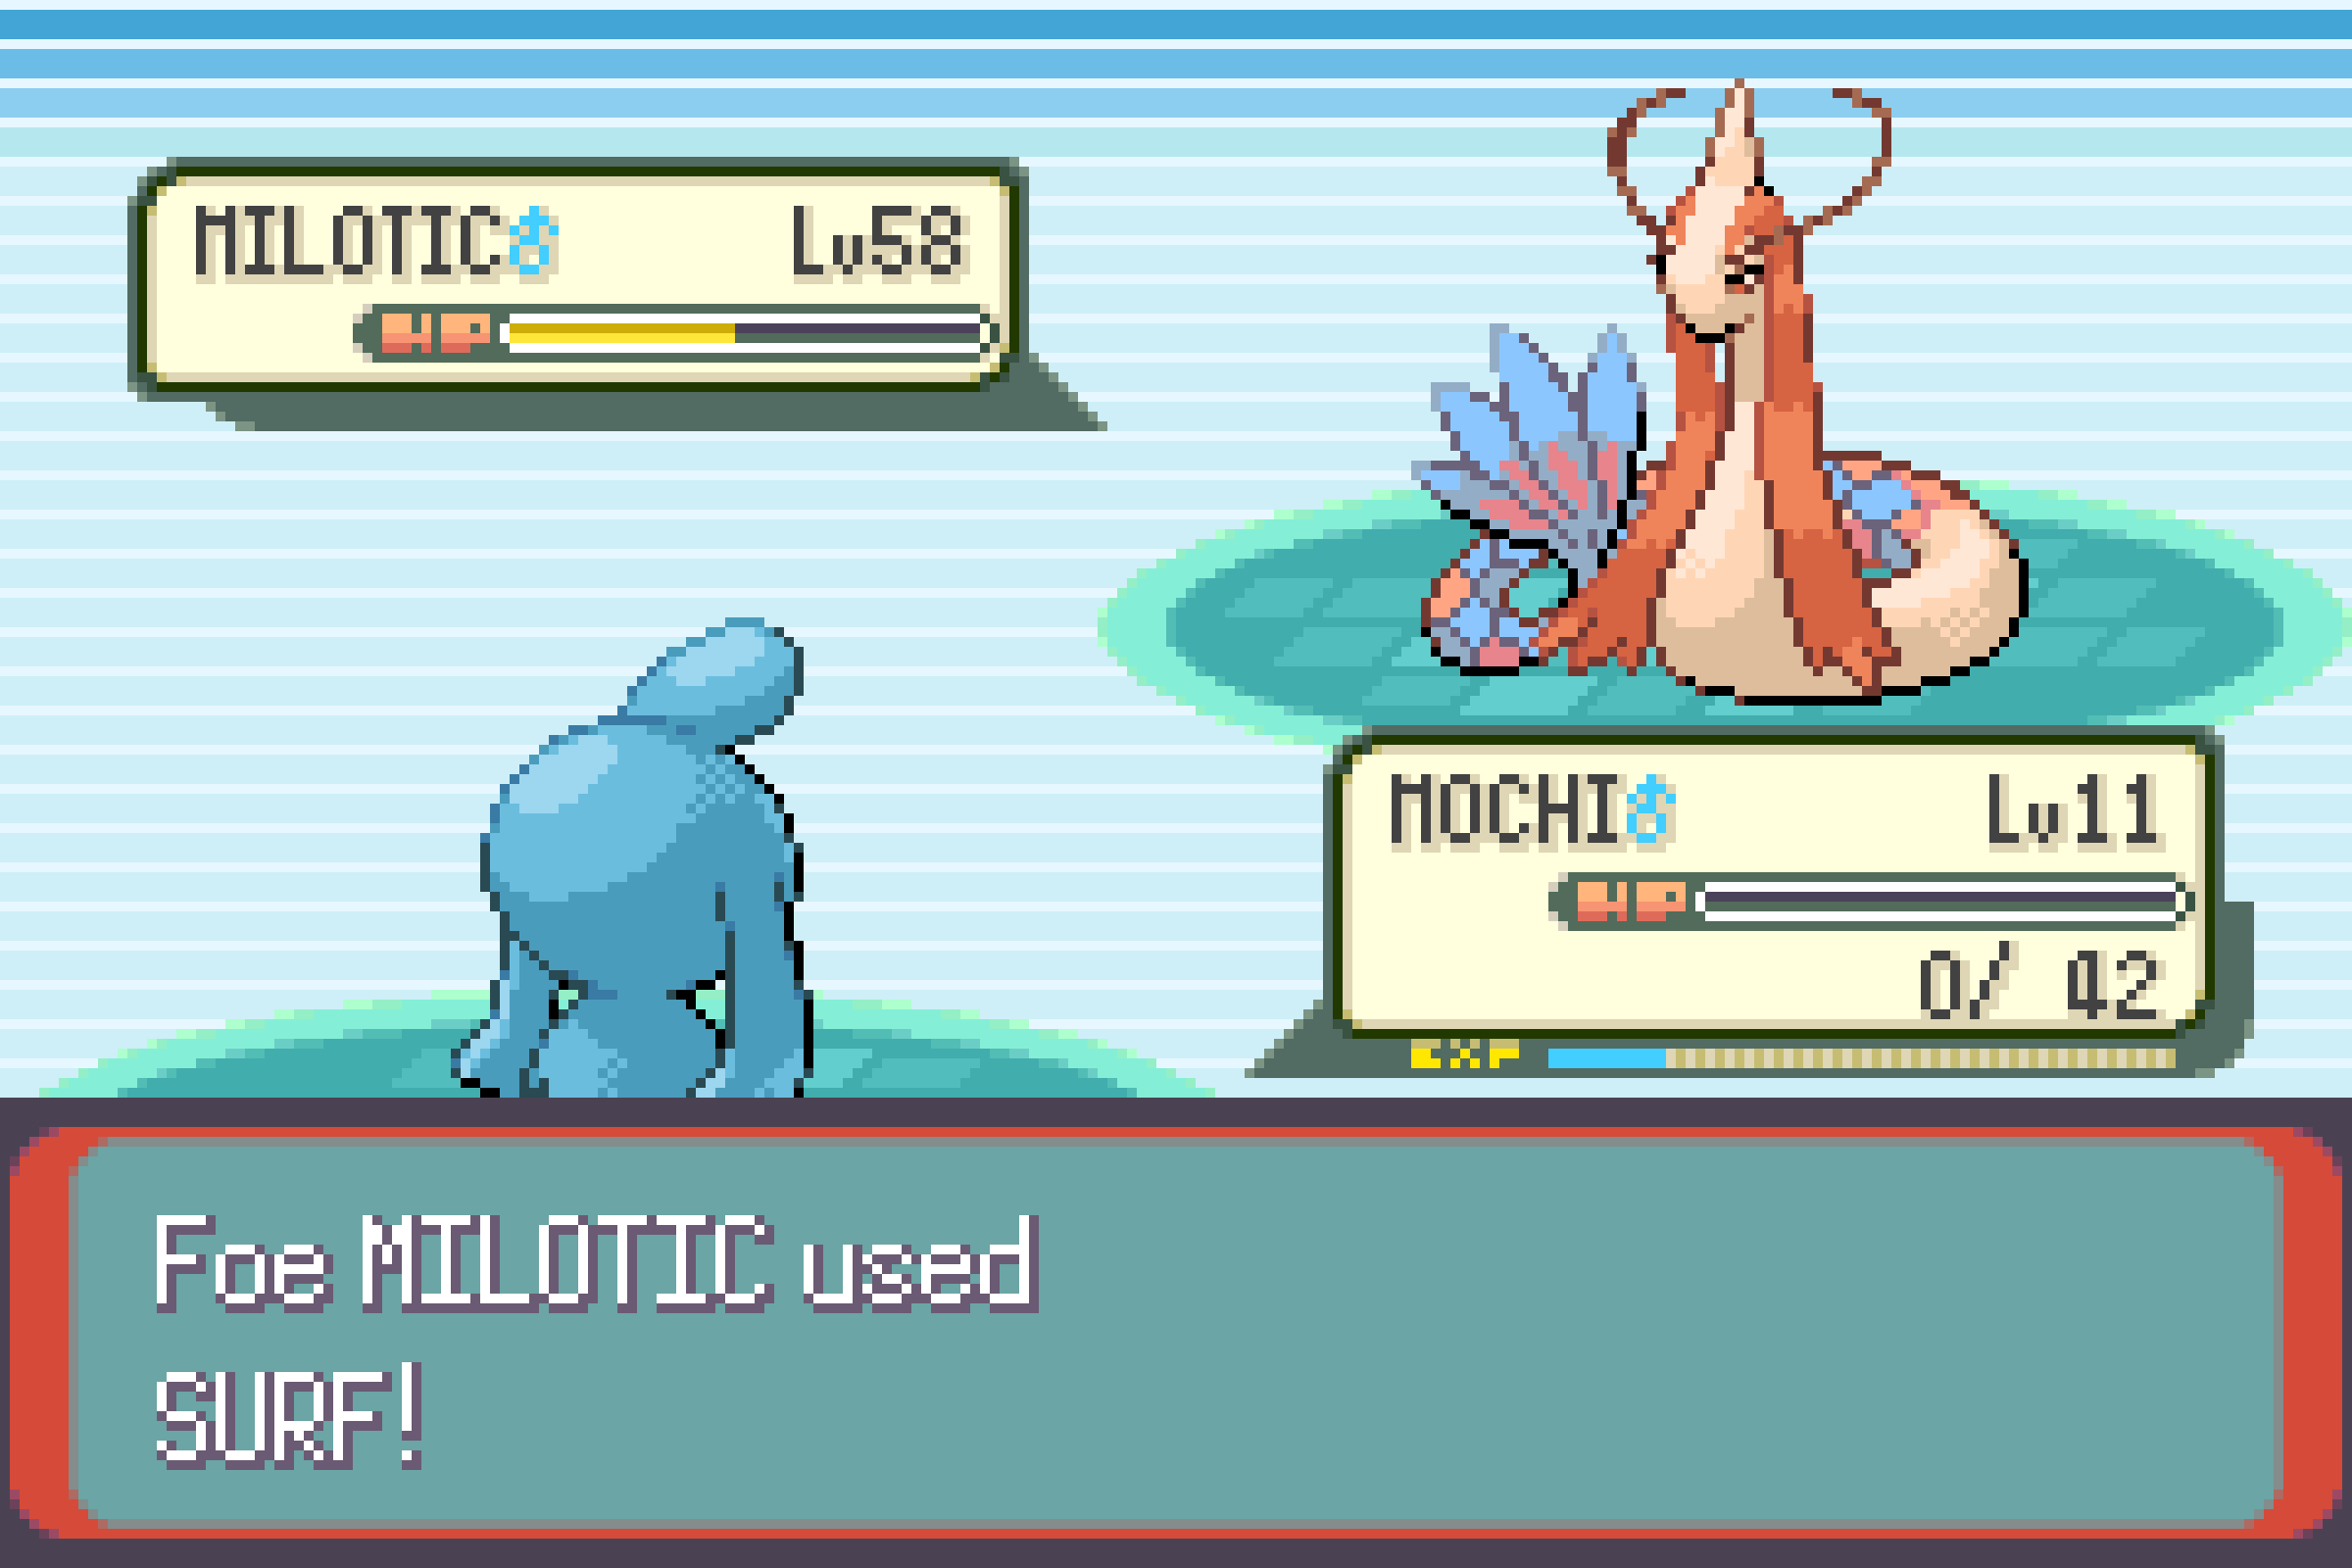 MILOTIC♂ Lv58
HP
MOCHI♂ Lv11
HP
0/ 42
EXP
Foe MILOTIC used
SURF!